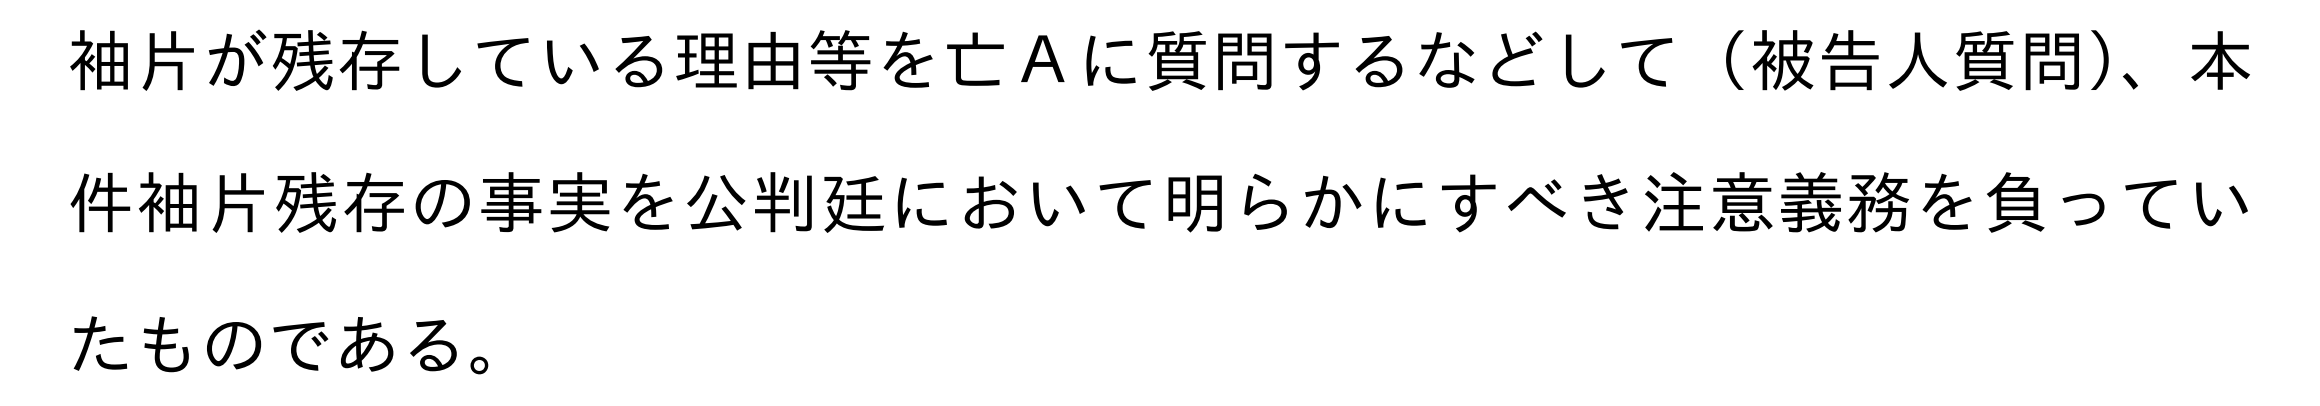 袖片が残存している理由等を亡Ａに質問するなどして（被告人質問）、本
件袖片残存の事実を公判廷において明らかにすべき注意義務を負ってい
たものである。